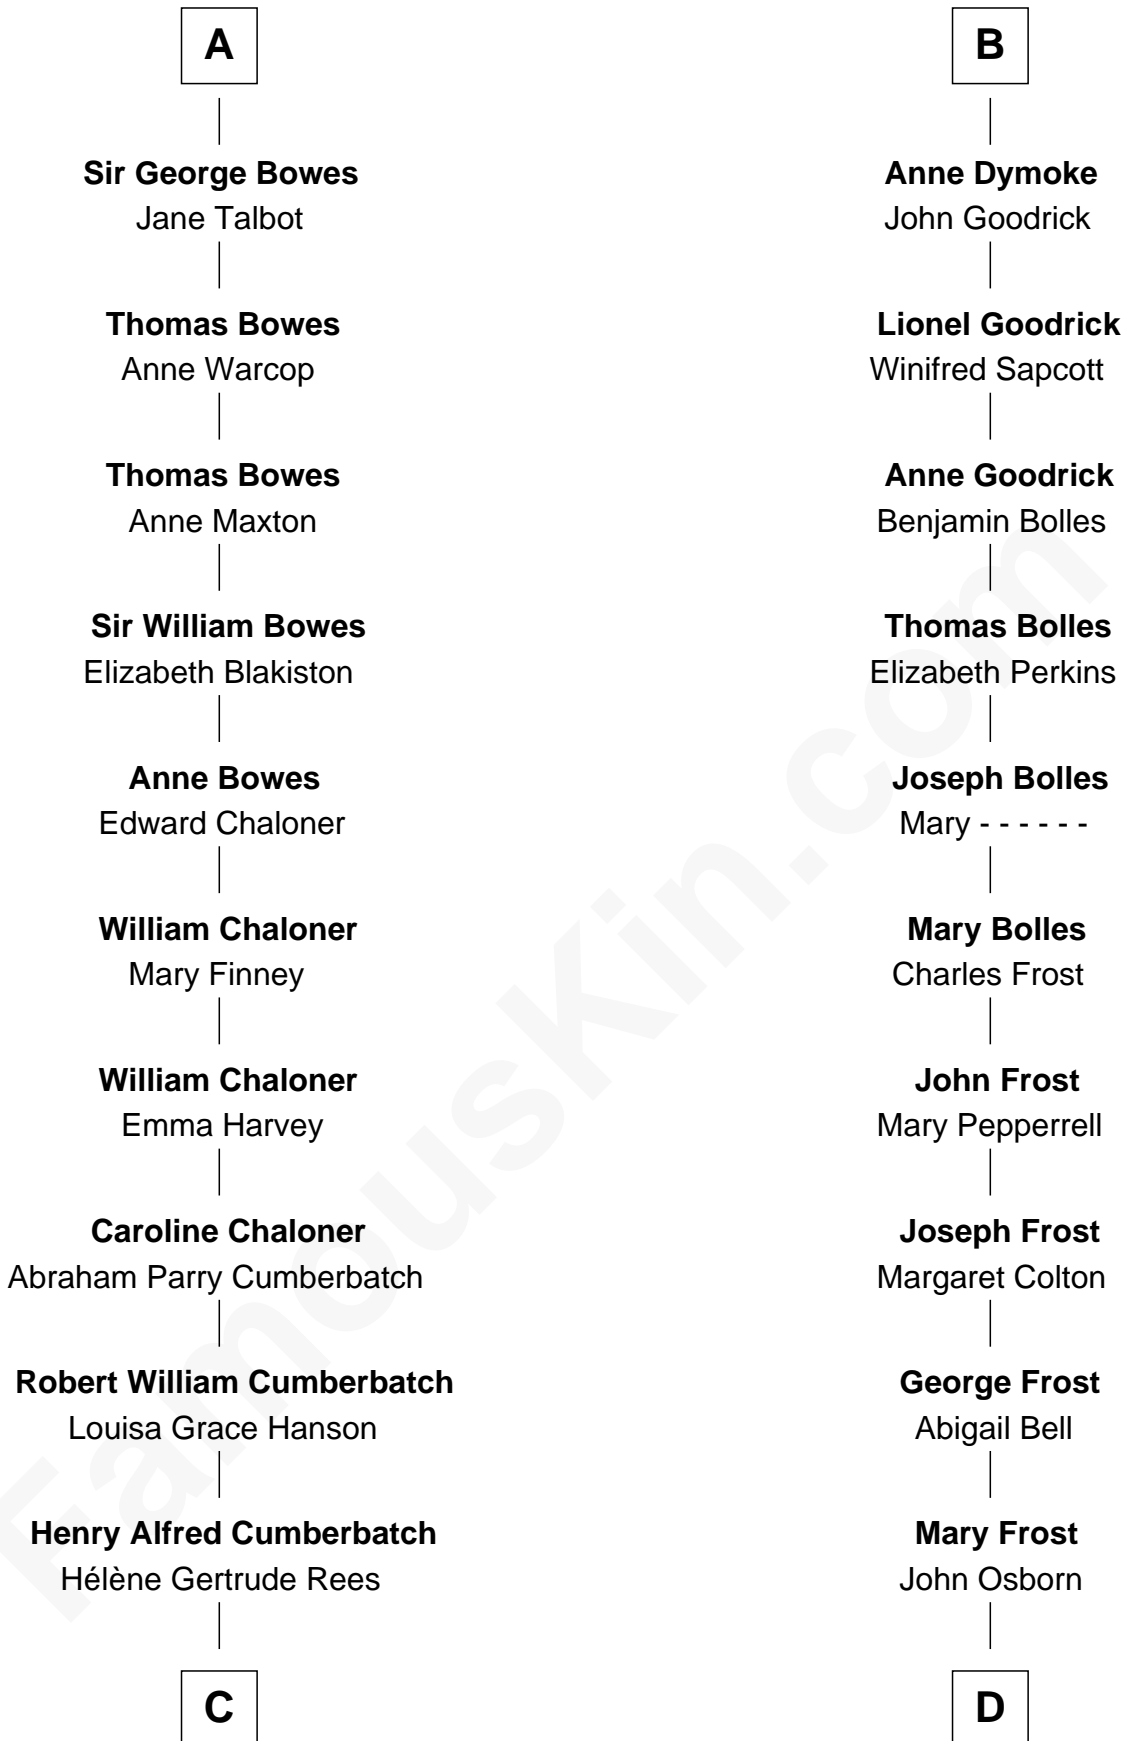 A
Sir George Bowes
Jane Talbot
Thomas Bowes
Anne Warcop
Thomas Bowes
Anne Maxton
Sir William Bowes
Elizabeth Blakiston
Anne Bowes
Edward Chaloner
William Chaloner
Mary Finney
William Chaloner
Emma Harvey
Caroline Chaloner
Abraham Parry Cumberbatch
Robert William Cumberbatch
Louisa Grace Hanson
Henry Alfred Cumberbatch
Hélène Gertrude Rees
C
B
Anne Dymoke
John Goodrick
Lionel Goodrick
Winifred Sapcott
Anne Goodrick
Benjamin Bolles
Thomas Bolles
Elizabeth Perkins
Joseph Bolles
Mary - - - - - -
Mary Bolles
Charles Frost
John Frost
Mary Pepperrell
Joseph Frost
Margaret Colton
George Frost
Abigail Bell
Mary Frost
John Osborn
D
FamousKin.com